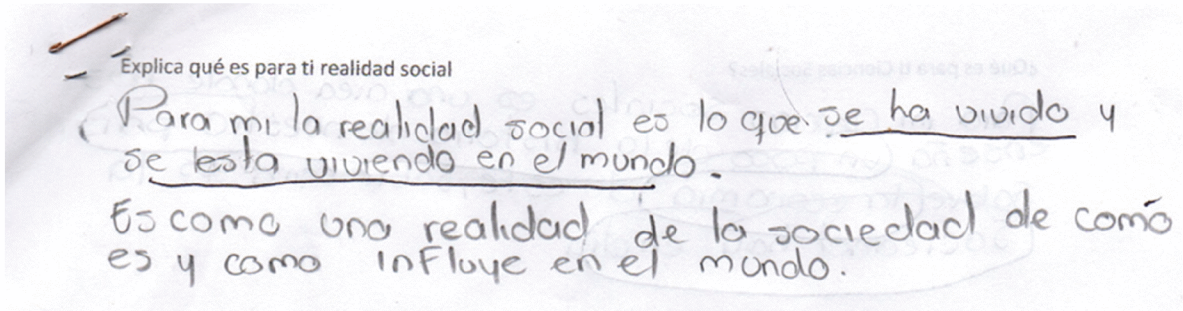 Explica qué es para ti realidad social
Para mi la realidad social es lo que se ha vivido y
se esta viviendo en el mundo.
Es como una realidad de la sociedad de como
es y como influye en el mundo.